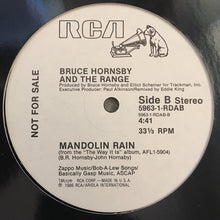 RCA
BRUCE HORNSBY
AND THE RANGE
Produced by Bruce Hornsby and Elliot Scheiner for Trackman, Inc.
Executive Producer: Paul Atkinson/Remixed by Eddie King
NOT FOR SALE
Side B Stereo
5963-1-RDAB
5963-1-RDAB-B
4:41
33⅓ RPM
MANDOLIN RAIN
(from the "The Way It Is" album, AFL1-5904)
(B.R. Hornsby-John Hornsby)
Zappo Music/Bob-A-Lew Songs/
Basically Gasp Music, ASCAP
RCA CORP.
MADE IN U.S.A.
℗ 1986 RCA/ARIOLA INTERNATIONAL